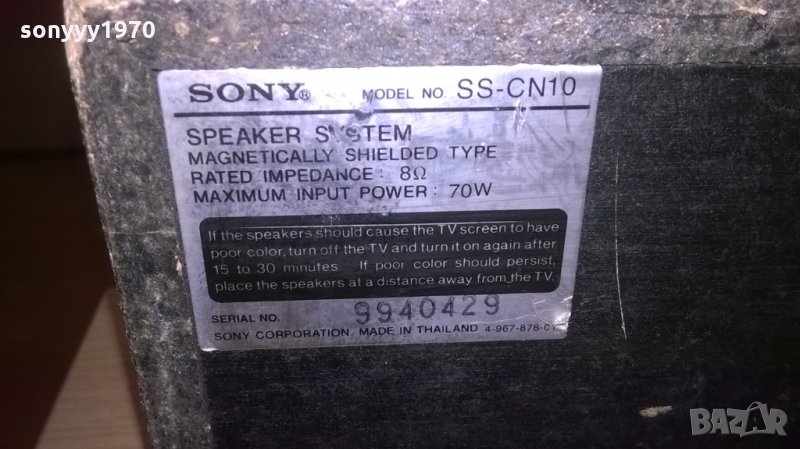 sonyyy1970
SONY® MODEL NO. SS-CN10
SPEAKER SYSTEM
MAGNETICALLY SHIELDED TYPE
RATED IMPEDANCE : 8Ω
MAXIMUM INPUT POWER : 70W
If the speakers should cause the TV screen to have
poor color, turn off the TV and turn it on again after
15 to 30 minutes. If poor color should persist,
place the speakers at a distance away from the TV.
SERIAL NO. 9940429
SONY CORPORATION MADE IN THAILAND
BAZAR